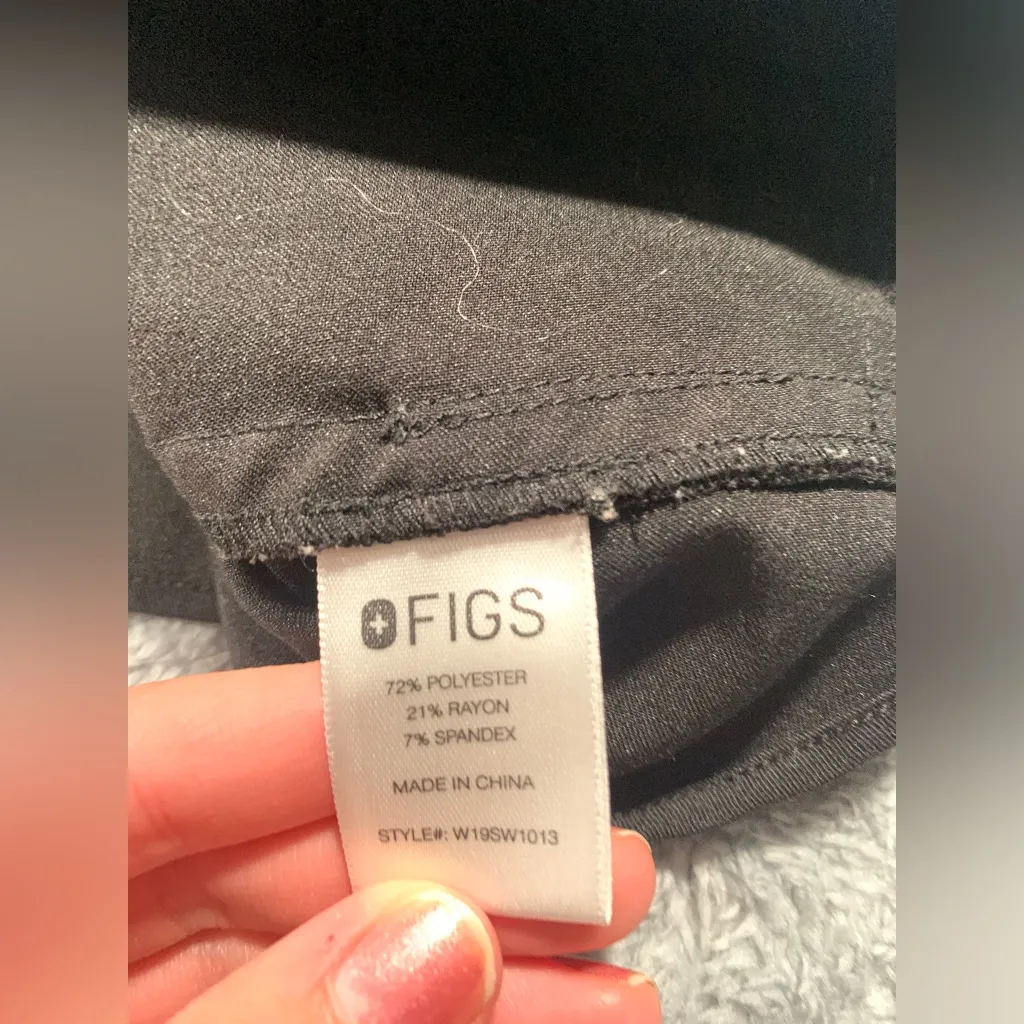 FIGS
72% POLYESTER
21% RAYON
7% SPANDEX
MADE IN CHINA
STYLE#: W19SW1013